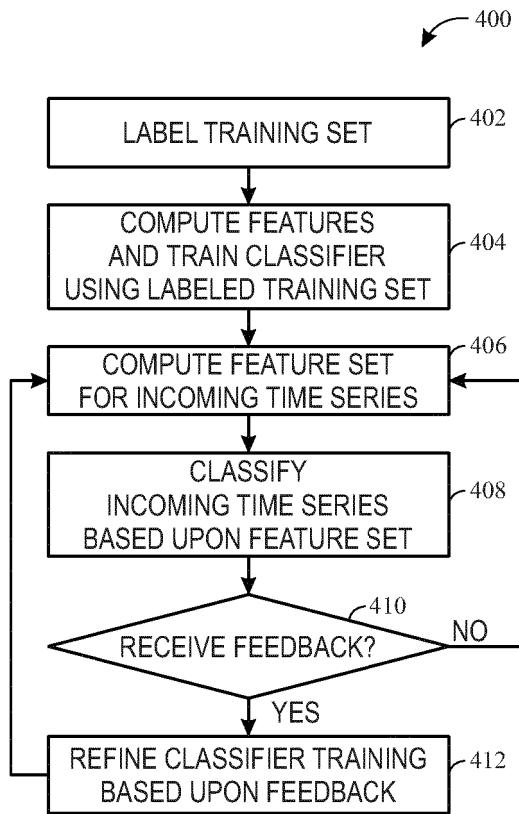 400
LABEL TRAINING SET
402
COMPUTE FEATURES
AND TRAIN CLASSIFIER
USING LABELED TRAINING SET
404
COMPUTE FEATURE SET
FOR INCOMING TIME SERIES
406
CLASSIFY
INCOMING TIME SERIES
BASED UPON FEATURE SET
408
410
RECEIVE FEEDBACK?
NO
YES
REFINE CLASSIFIER TRAINING
BASED UPON FEEDBACK
412